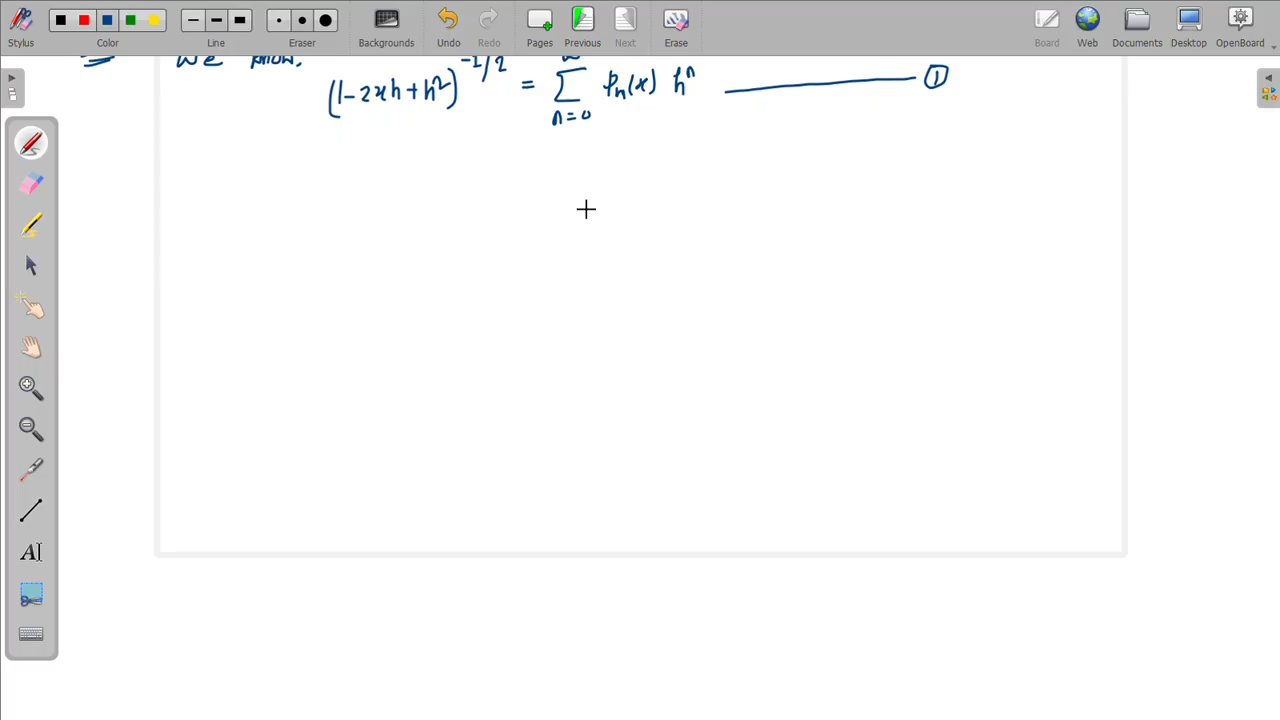 Stylus Color Line Eraser Backgrounds Undo Redo Pages Previous Next Erase Board Web Documents Desktop OpenBoard
We know.
(1-2xh+h²)^{-1/2} = ∑_{n=0}^{∞} Pₙ(x) hⁿ ——— ①
A